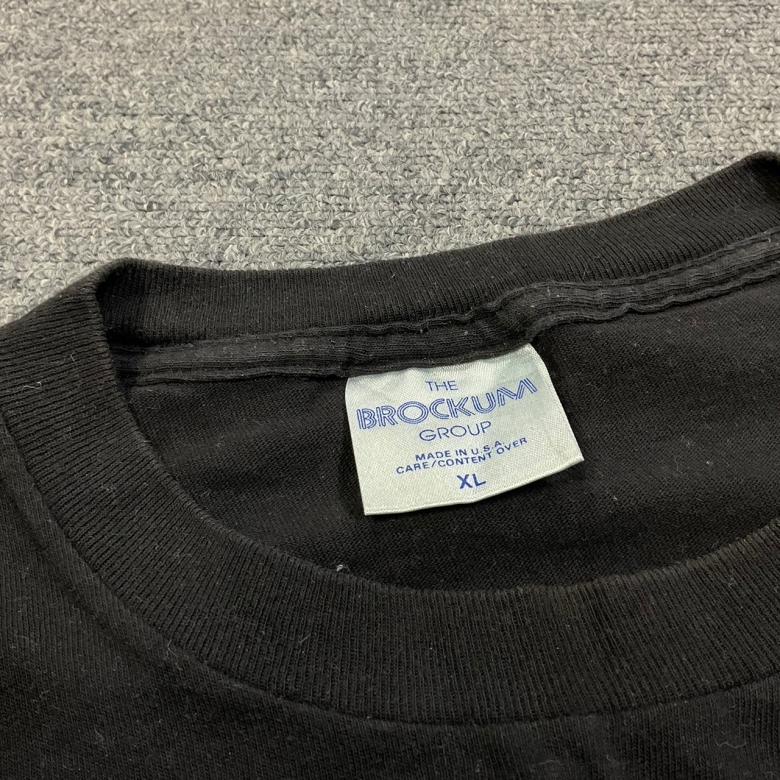 THE
BROCKUM
GROUP
MADE IN U.S.A.
CARE/CONTENT OVER
XL